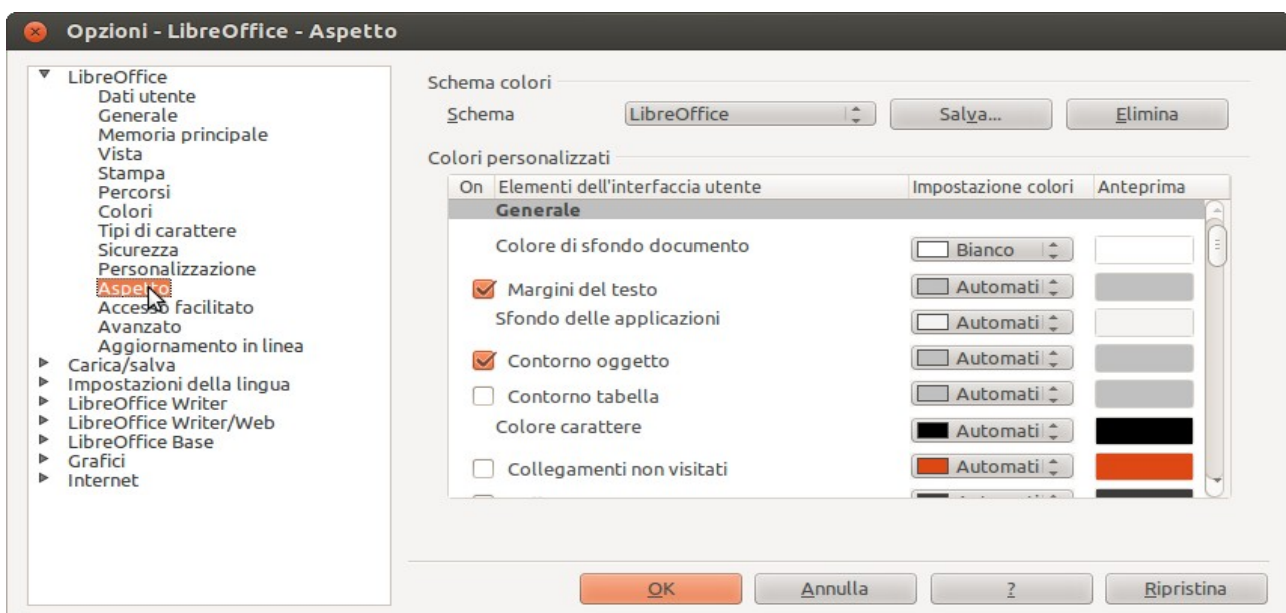 Opzioni - LibreOffice - Aspetto
LibreOffice
Dati utente
Generale
Memoria principale
Vista
Stampa
Percorsi
Colori
Tipi di carattere
Sicurezza
Personalizzazione
Aspetto
Accesso facilitato
Avanzato
Aggiornamento in linea
Carica/salva
Impostazioni della lingua
LibreOffice Writer
LibreOffice Writer/Web
LibreOffice Base
Grafici
Internet
Schema colori
Schema LibreOffice Salva... Elimina
Colori personalizzati
On Elementi dell'interfaccia utente Impostazione colori Anteprima
Generale
Colore di sfondo documento Bianco
Margini del testo Automati
Sfondo delle applicazioni Automati
Contorno oggetto Automati
Contorno tabella Automati
Colore carattere Automati
Collegamenti non visitati Automati
OK Annulla ? Ripristina